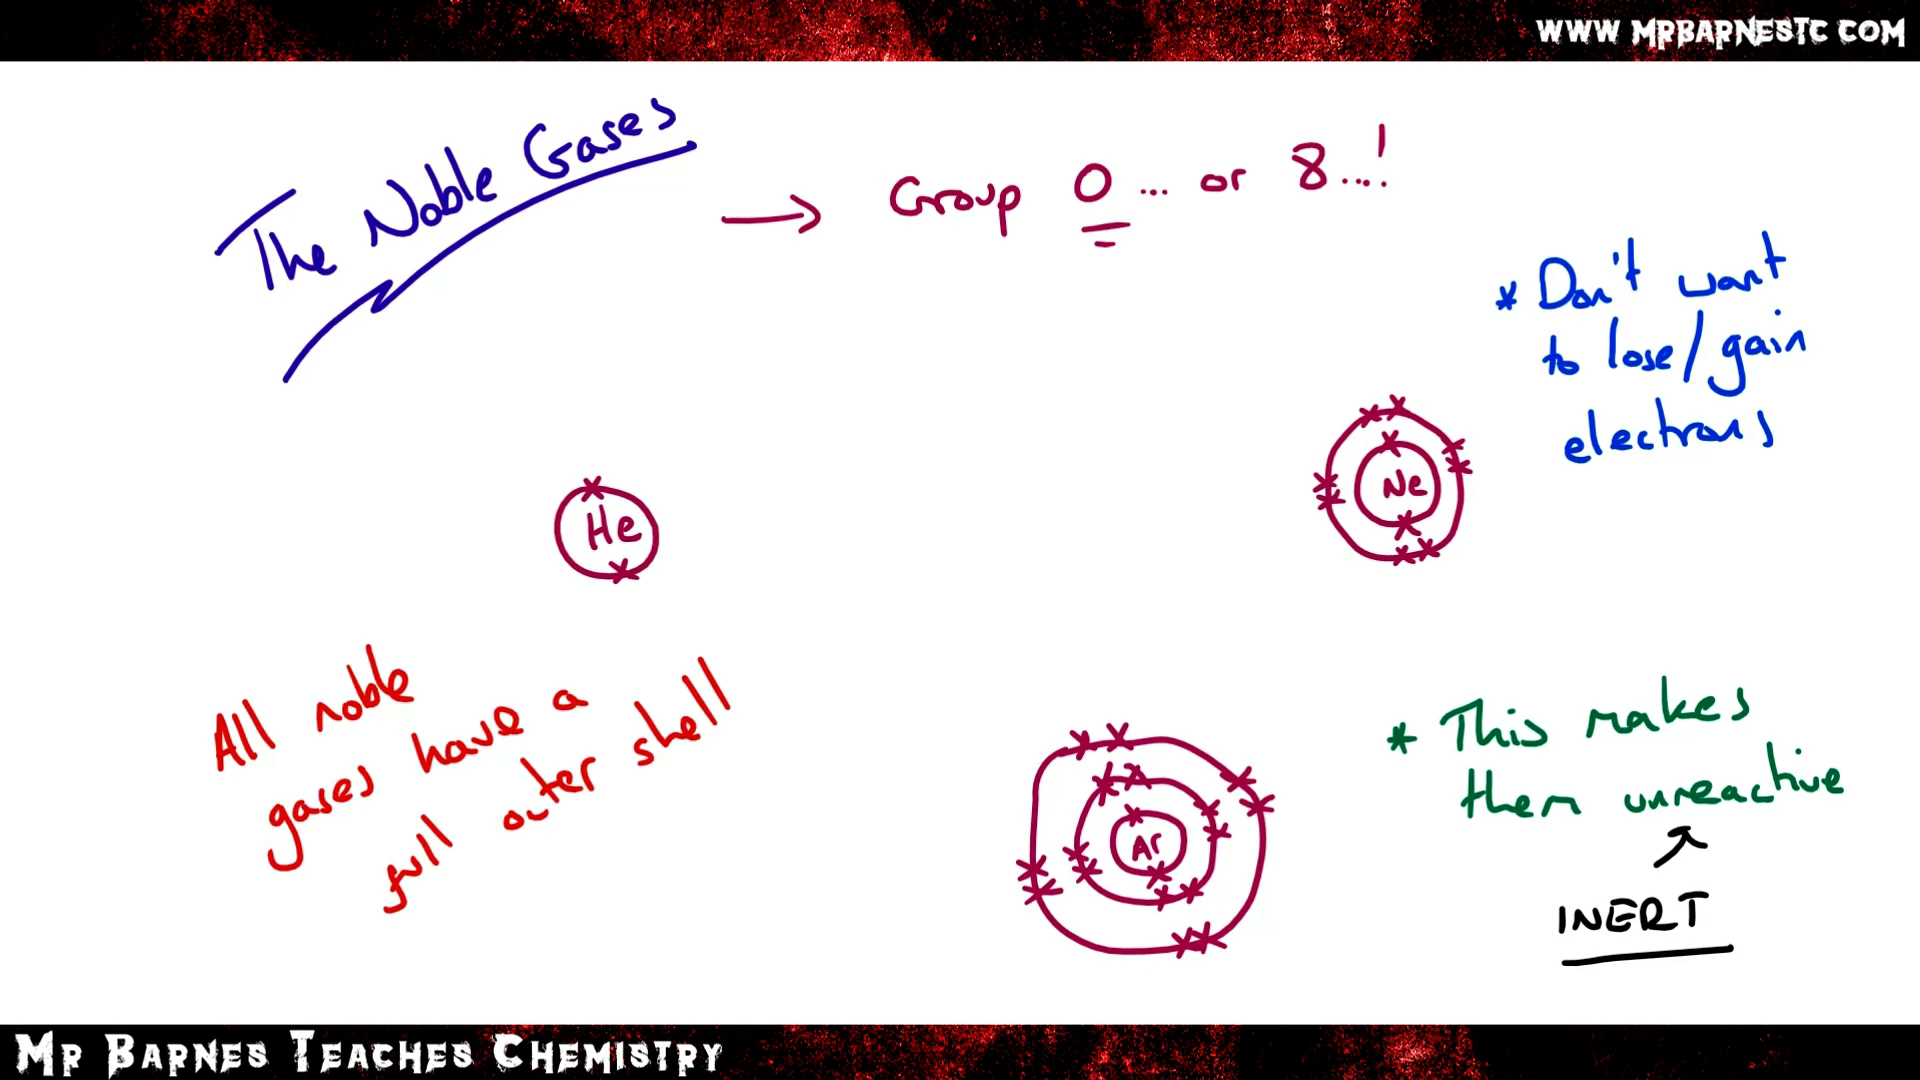 WWW MRBARNESTC COM
The Noble Gases
→ Group 0 ... or 8 ...!
* Don't want
to lose/gain
electrons
He
Ne
All noble
gases have a
full outer shell
Ar
* This makes
them unreactive
INERT
Mr Barnes Teaches Chemistry